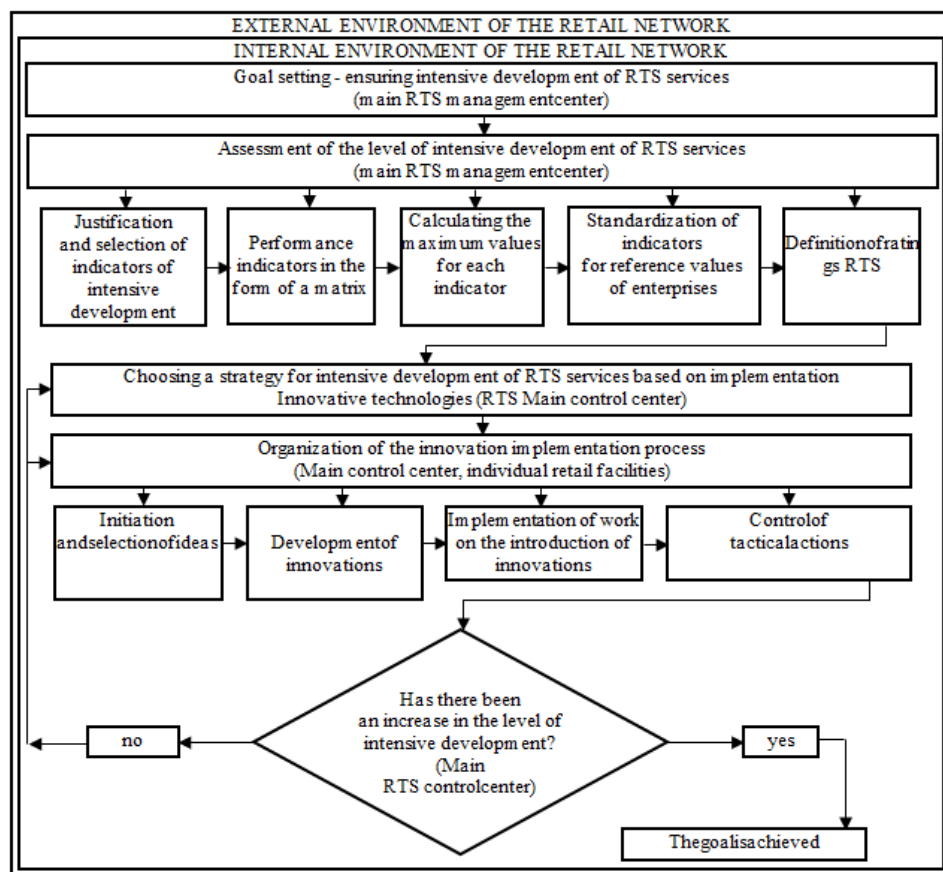 EXTERNAL ENVIRONMENT OF THE RETAIL NETWORK
INTERNAL ENVIRONMENT OF THE RETAIL NETWORK
Goal setting - ensuring intensive development of RTS services
(main RTS managementcenter)
Assessment of the level of intensive development of RTS services
(main RTS managementcenter)
Justification
and selection of
indicators of
intensive
development
Performance
indicators in the
form of a matrix
Calculating the
maximum values
for each
indicator
Standardization of
indicators
for reference values
of enterprises
Definitionofratin
gs RTS
Choosing a strategy for intensive development of RTS services based on implementation
Innovative technologies (RTS Main control center)
Organization of the innovation implementation process
(Main control center, individual retail facilities)
Initiation
andselectionofideas
Developmentof
innovations
Implementation of work
on the introduction of
innovations
Controlof
tacticalactions
Has there been
an increase in the level of
intensive development?
(Main
RTS controlcenter)
no
yes
Thegoalisachieved